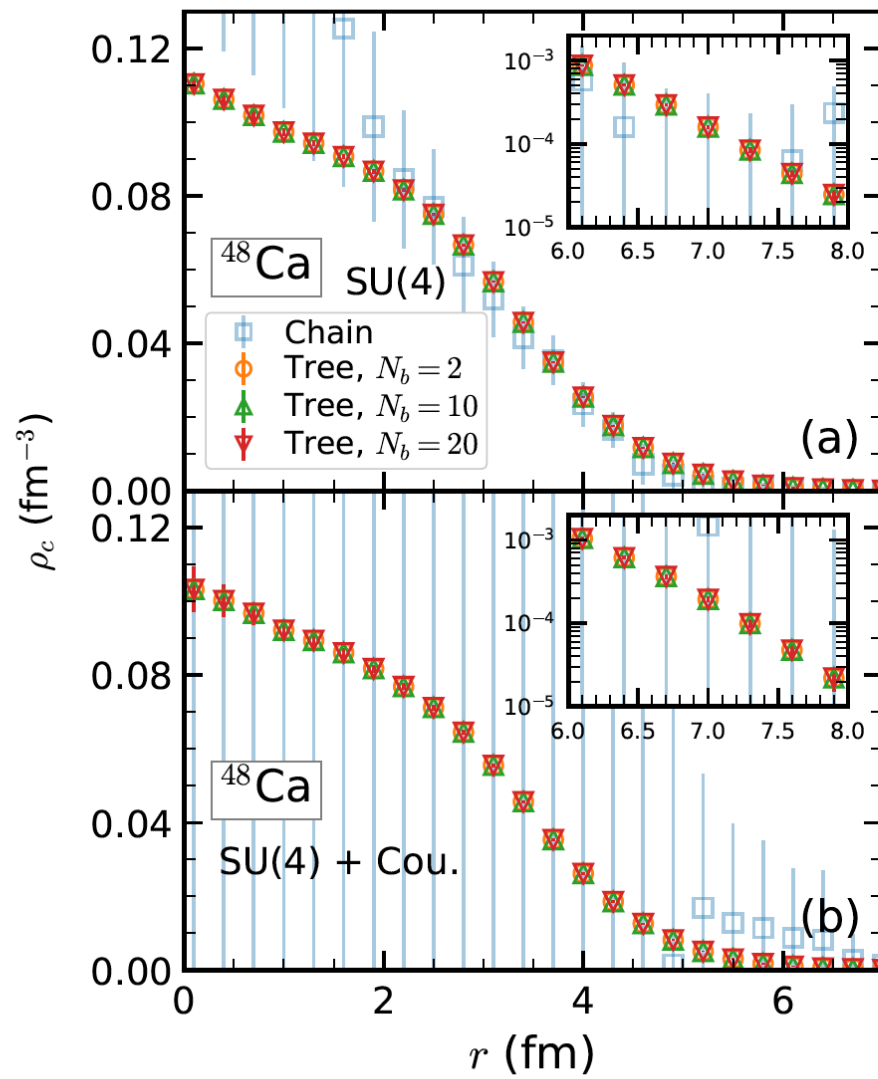 0.12
0.08
0.04
0.00
10⁻³
10⁻⁴
10⁻⁵
6.0 6.5 7.0 7.5 8.0
⁴⁸Ca
SU(4)
Chain
Tree, N_b = 2
Tree, N_b = 10
Tree, N_b = 20
(a)
ρ_c (fm⁻³)
0.12
0.08
0.04
0.00
10⁻³
10⁻⁴
10⁻⁵
6.0 6.5 7.0 7.5 8.0
⁴⁸Ca
SU(4) + Cou.
(b)
0 2 4 6
r (fm)